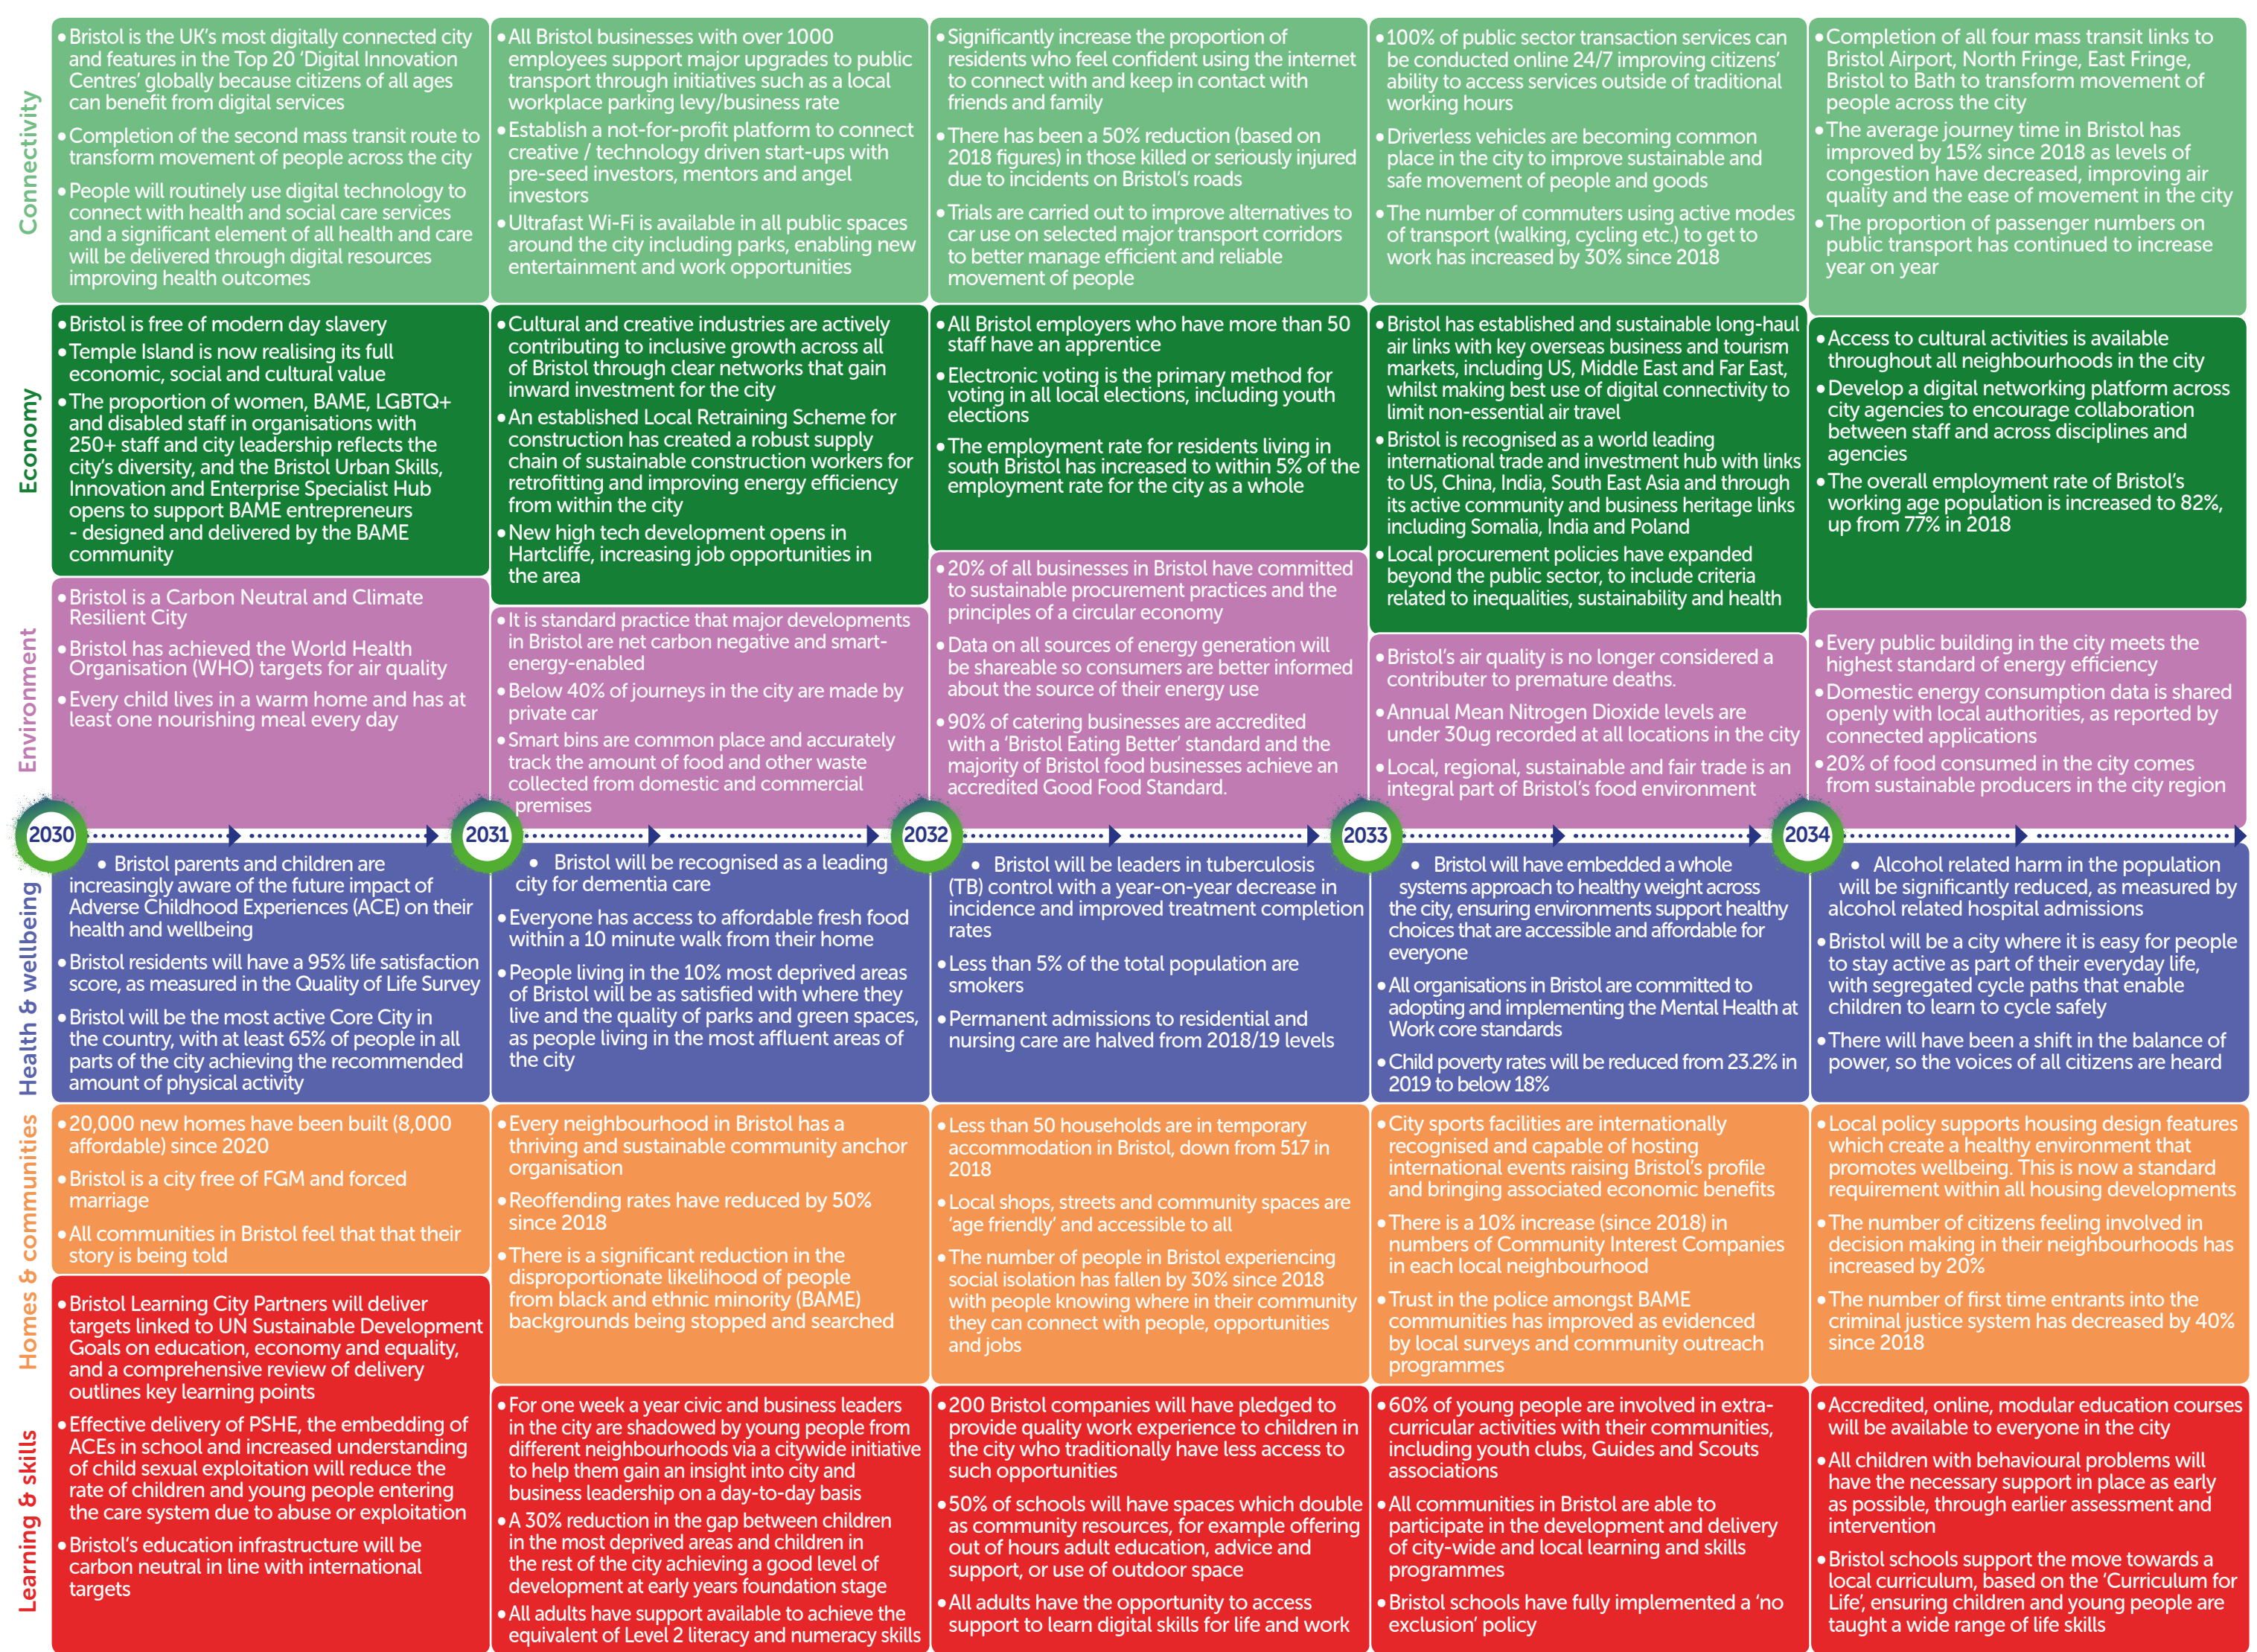 Connectivity
• Bristol is the UK's most digitally connected city
and features in the Top 20 'Digital Innovation
Centres' globally because citizens of all ages
can benefit from digital services
• Completion of the second mass transit route to
transform movement of people across the city
• People will routinely use digital technology to
connect with health and social care services
and a significant element of all health and care
will be delivered through digital resources
improving health outcomes
• All Bristol businesses with over 1000
employees support major upgrades to public
transport through initiatives such as a local
workplace parking levy/business rate
• Establish a not-for-profit platform to connect
creative / technology driven start-ups with
pre-seed investors, mentors and angel
investors
• Ultrafast Wi-Fi is available in all public spaces
around the city including parks, enabling new
entertainment and work opportunities
• Significantly increase the proportion of
residents who feel confident using the internet
to connect with and keep in contact with
friends and family
• There has been a 50% reduction (based on
2018 figures) in those killed or seriously injured
due to incidents on Bristol's roads
• Trials are carried out to improve alternatives to
car use on selected major transport corridors
to better manage efficient and reliable
movement of people
• 100% of public sector transaction services can
be conducted online 24/7 improving citizens'
ability to access services outside of traditional
working hours
• Driverless vehicles are becoming common
place in the city to improve sustainable and
safe movement of people and goods
• The number of commuters using active modes
of transport (walking, cycling etc.) to get to
work has increased by 30% since 2018
• Completion of all four mass transit links to
Bristol Airport, North Fringe, East Fringe,
Bristol to Bath to transform movement of
people across the city
• The average journey time in Bristol has
improved by 15% since 2018 as levels of
congestion have decreased, improving air
quality and the ease of movement in the city
• The proportion of passenger numbers on
public transport has continued to increase
year on year
Economy
• Bristol is free of modern day slavery
• Temple Island is now realising its full
economic, social and cultural value
• The proportion of women, BAME, LGBTQ+
and disabled staff in organisations with
250+ staff and city leadership reflects the
city's diversity, and the Bristol Urban Skills,
Innovation and Enterprise Specialist Hub
opens to support BAME entrepreneurs
- designed and delivered by the BAME
community
• Cultural and creative industries are actively
contributing to inclusive growth across all
of Bristol through clear networks that gain
inward investment for the city
• An established Local Retraining Scheme for
construction has created a robust supply
chain of sustainable construction workers for
retrofitting and improving energy efficiency
from within the city
• New high tech development opens in
Hartcliffe, increasing job opportunities in
the area
• All Bristol employers who have more than 50
staff have an apprentice
• Electronic voting is the primary method for
voting in all local elections, including youth
elections
• The employment rate for residents living in
south Bristol has increased to within 5% of the
employment rate for the city as a whole
• Bristol has established and sustainable long-haul
air links with key overseas business and tourism
markets, including US, Middle East and Far East,
whilst making best use of digital connectivity to
limit non-essential air travel
• Bristol is recognised as a world leading
international trade and investment hub with links
to US, China, India, South East Asia and through
its active community and business heritage links
including Somalia, India and Poland
• Local procurement policies have expanded
beyond the public sector, to include criteria
related to inequalities, sustainability and health
• Access to cultural activities is available
throughout all neighbourhoods in the city
• Develop a digital networking platform across
city agencies to encourage collaboration
between staff and across disciplines and
agencies
• The overall employment rate of Bristol's
working age population is increased to 82%,
up from 77% in 2018
Environment
• Bristol is a Carbon Neutral and Climate
Resilient City
• Bristol has achieved the World Health
Organisation (WHO) targets for air quality
• Every child lives in a warm home and has at
least one nourishing meal every day
• It is standard practice that major developments
in Bristol are net carbon negative and smart-
energy-enabled
• Below 40% of journeys in the city are made by
private car
• Smart bins are common place and accurately
track the amount of food and other waste
collected from domestic and commercial
premises
• 20% of all businesses in Bristol have committed
to sustainable procurement practices and the
principles of a circular economy
• Data on all sources of energy generation will
be shareable so consumers are better informed
about the source of their energy use
• 90% of catering businesses are accredited
with a 'Bristol Eating Better' standard and the
majority of Bristol food businesses achieve an
accredited Good Food Standard.
• Bristol's air quality is no longer considered a
contributer to premature deaths.
• Annual Mean Nitrogen Dioxide levels are
under 30ug recorded at all locations in the city
• Local, regional, sustainable and fair trade is an
integral part of Bristol's food environment
• Every public building in the city meets the
highest standard of energy efficiency
• Domestic energy consumption data is shared
openly with local authorities, as reported by
connected applications
• 20% of food consumed in the city comes
from sustainable producers in the city region
2030
2031
2032
2033
2034
Health & wellbeing
• Bristol parents and children are
increasingly aware of the future impact of
Adverse Childhood Experiences (ACE) on their
health and wellbeing
• Bristol residents will have a 95% life satisfaction
score, as measured in the Quality of Life Survey
• Bristol will be the most active Core City in
the country, with at least 65% of people in all
parts of the city achieving the recommended
amount of physical activity
• Bristol will be recognised as a leading
city for dementia care
• Everyone has access to affordable fresh food
within a 10 minute walk from their home
• People living in the 10% most deprived areas
of Bristol will be as satisfied with where they
live and the quality of parks and green spaces,
as people living in the most affluent areas of
the city
• Bristol will be leaders in tuberculosis
(TB) control with a year-on-year decrease in
incidence and improved treatment completion
rates
• Less than 5% of the total population are
smokers
• Permanent admissions to residential and
nursing care are halved from 2018/19 levels
• Bristol will have embedded a whole
systems approach to healthy weight across
the city, ensuring environments support healthy
choices that are accessible and affordable for
everyone
• All organisations in Bristol are committed to
adopting and implementing the Mental Health at
Work core standards
• Child poverty rates will be reduced from 23.2% in
2019 to below 18%
• Alcohol related harm in the population
will be significantly reduced, as measured by
alcohol related hospital admissions
• Bristol will be a city where it is easy for people
to stay active as part of their everyday life,
with segregated cycle paths that enable
children to learn to cycle safely
• There will have been a shift in the balance of
power, so the voices of all citizens are heard
Homes & communities
• 20,000 new homes have been built (8,000
affordable) since 2020
• Bristol is a city free of FGM and forced
marriage
• All communities in Bristol feel that that their
story is being told
• Every neighbourhood in Bristol has a
thriving and sustainable community anchor
organisation
• Reoffending rates have reduced by 50%
since 2018
• There is a significant reduction in the
disproportionate likelihood of people
from black and ethnic minority (BAME)
backgrounds being stopped and searched
• Less than 50 households are in temporary
accommodation in Bristol, down from 517 in
2018
• Local shops, streets and community spaces are
'age friendly' and accessible to all
• The number of people in Bristol experiencing
social isolation has fallen by 30% since 2018
with people knowing where in their community
they can connect with people, opportunities
and jobs
• City sports facilities are internationally
recognised and capable of hosting
international events raising Bristol's profile
and bringing associated economic benefits
• There is a 10% increase (since 2018) in
numbers of Community Interest Companies
in each local neighbourhood
• Trust in the police amongst BAME
communities has improved as evidenced
by local surveys and community outreach
programmes
• Local policy supports housing design features
which create a healthy environment that
promotes wellbeing. This is now a standard
requirement within all housing developments
• The number of citizens feeling involved in
decision making in their neighbourhoods has
increased by 20%
• The number of first time entrants into the
criminal justice system has decreased by 40%
since 2018
Learning & skills
• Bristol Learning City Partners will deliver
targets linked to UN Sustainable Development
Goals on education, economy and equality,
and a comprehensive review of delivery
outlines key learning points
• Effective delivery of PSHE, the embedding of
ACEs in school and increased understanding
of child sexual exploitation will reduce the
rate of children and young people entering
the care system due to abuse or exploitation
• Bristol's education infrastructure will be
carbon neutral in line with international
targets
• For one week a year civic and business leaders
in the city are shadowed by young people from
different neighbourhoods via a citywide initiative
to help them gain an insight into city and
business leadership on a day-to-day basis
• A 30% reduction in the gap between children
in the most deprived areas and children in
the rest of the city achieving a good level of
development at early years foundation stage
• All adults have support available to achieve the
equivalent of Level 2 literacy and numeracy skills
• 200 Bristol companies will have pledged to
provide quality work experience to children in
the city who traditionally have less access to
such opportunities
• 50% of schools will have spaces which double
as community resources, for example offering
out of hours adult education, advice and
support, or use of outdoor space
• All adults have the opportunity to access
support to learn digital skills for life and work
• 60% of young people are involved in extra-
curricular activities with their communities,
including youth clubs, Guides and Scouts
associations
• All communities in Bristol are able to
participate in the development and delivery
of city-wide and local learning and skills
programmes
• Bristol schools have fully implemented a 'no
exclusion' policy
• Accredited, online, modular education courses
will be available to everyone in the city
• All children with behavioural problems will
have the necessary support in place as early
as possible, through earlier assessment and
intervention
• Bristol schools support the move towards a
local curriculum, based on the 'Curriculum for
Life', ensuring children and young people are
taught a wide range of life skills